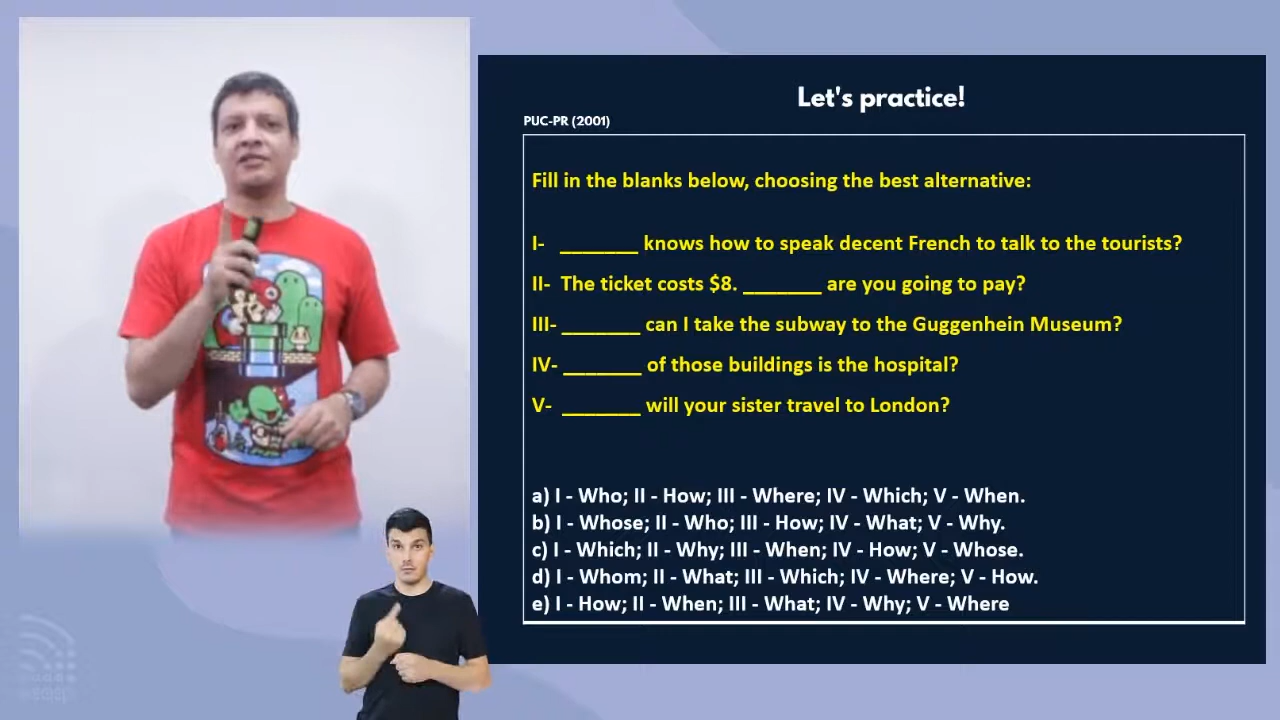 Let's practice!
PUC-PR (2001)
Fill in the blanks below, choosing the best alternative:
I- _______ knows how to speak decent French to talk to the tourists?
II- The ticket costs $8. _______ are you going to pay?
III- _______ can I take the subway to the Guggenhein Museum?
IV- _______ of those buildings is the hospital?
V- _______ will your sister travel to London?
a) I - Who; II - How; III - Where; IV - Which; V - When.
b) I - Whose; II - Who; III - How; IV - What; V - Why.
c) I - Which; II - Why; III - When; IV - How; V - Whose.
d) I - Whom; II - What; III - Which; IV - Where; V - How.
e) I - How; II - When; III - What; IV - Why; V - Where